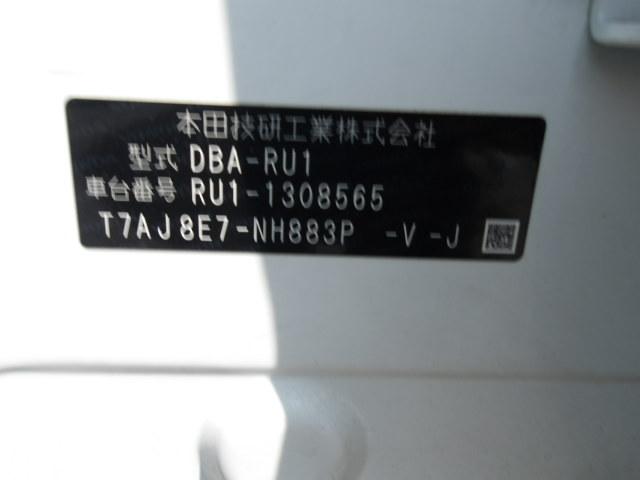 本田技研工業株式会社
型式 DBA-RU1
車台番号 RU1-1308565
T7AJ8E7-NH883P -V -J